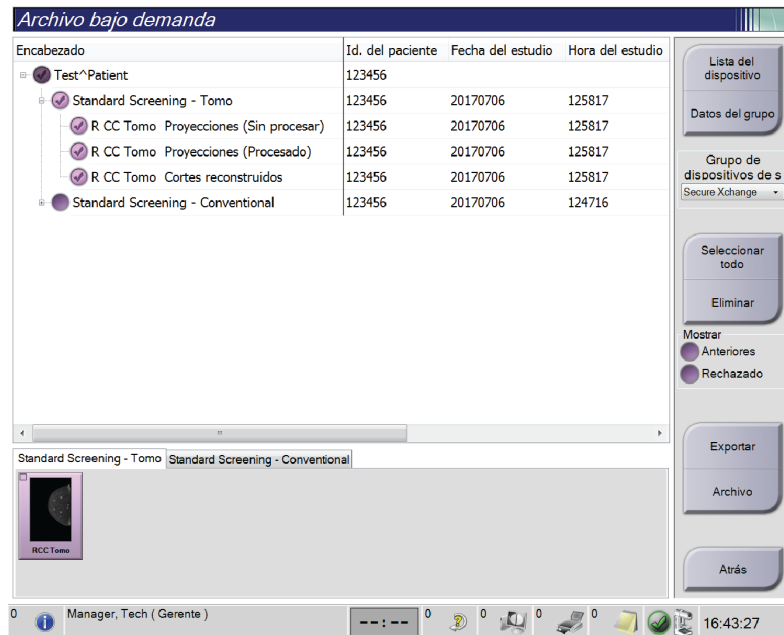 Archivo bajo demanda
Encabezado Id. del paciente Fecha del estudio Hora del estudio
Test^Patient 123456
Standard Screening - Tomo 123456 20170706 125817
R CC Tomo Proyecciones (Sin procesar) 123456 20170706 125817
R CC Tomo Proyecciones (Procesado) 123456 20170706 125817
R CC Tomo Cortes reconstruidos 123456 20170706 125817
Standard Screening - Conventional 123456 20170706 124716
Lista del
dispositivo
Datos del grupo
Grupo de
dispositivos de s
Secure Xchange
Seleccionar
todo
Eliminar
Mostrar
Anteriores
Rechazado
Exportar
Archivo
Atrás
Standard Screening - Tomo Standard Screening - Conventional
RCC Tomo
0 Manager, Tech ( Gerente ) --:-- 0 0 0 0 16:43:27